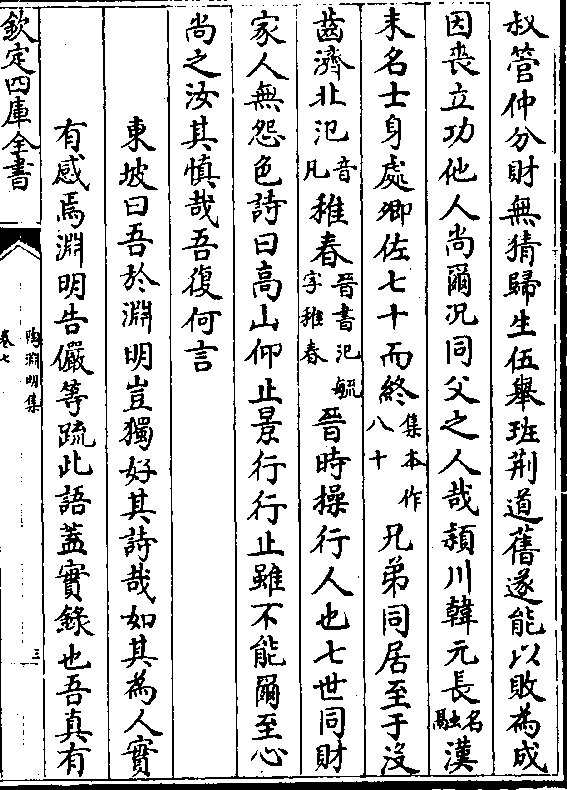 叔管仲分財無猜歸生伍舉班荆道舊遂能以敗為成
因喪立功他人尚爾況同父之人哉潁川韓元長名融漢
末名士身處卿佐七十而終集本作八十兄弟同居至于沒
齒濟北氾音凡稚春晉書氾毓字稚春晉時操行人也七世同財
家人無怨色詩曰高山仰止景行行止雖不能爾至心
尚之汝其慎哉吾復何言
東坡曰吾於淵明豈獨好其詩哉如其為人實
有感焉淵明告儼等疏此語蓋實錄也吾真有
欽定四庫全書
陶淵明集
卷七
三